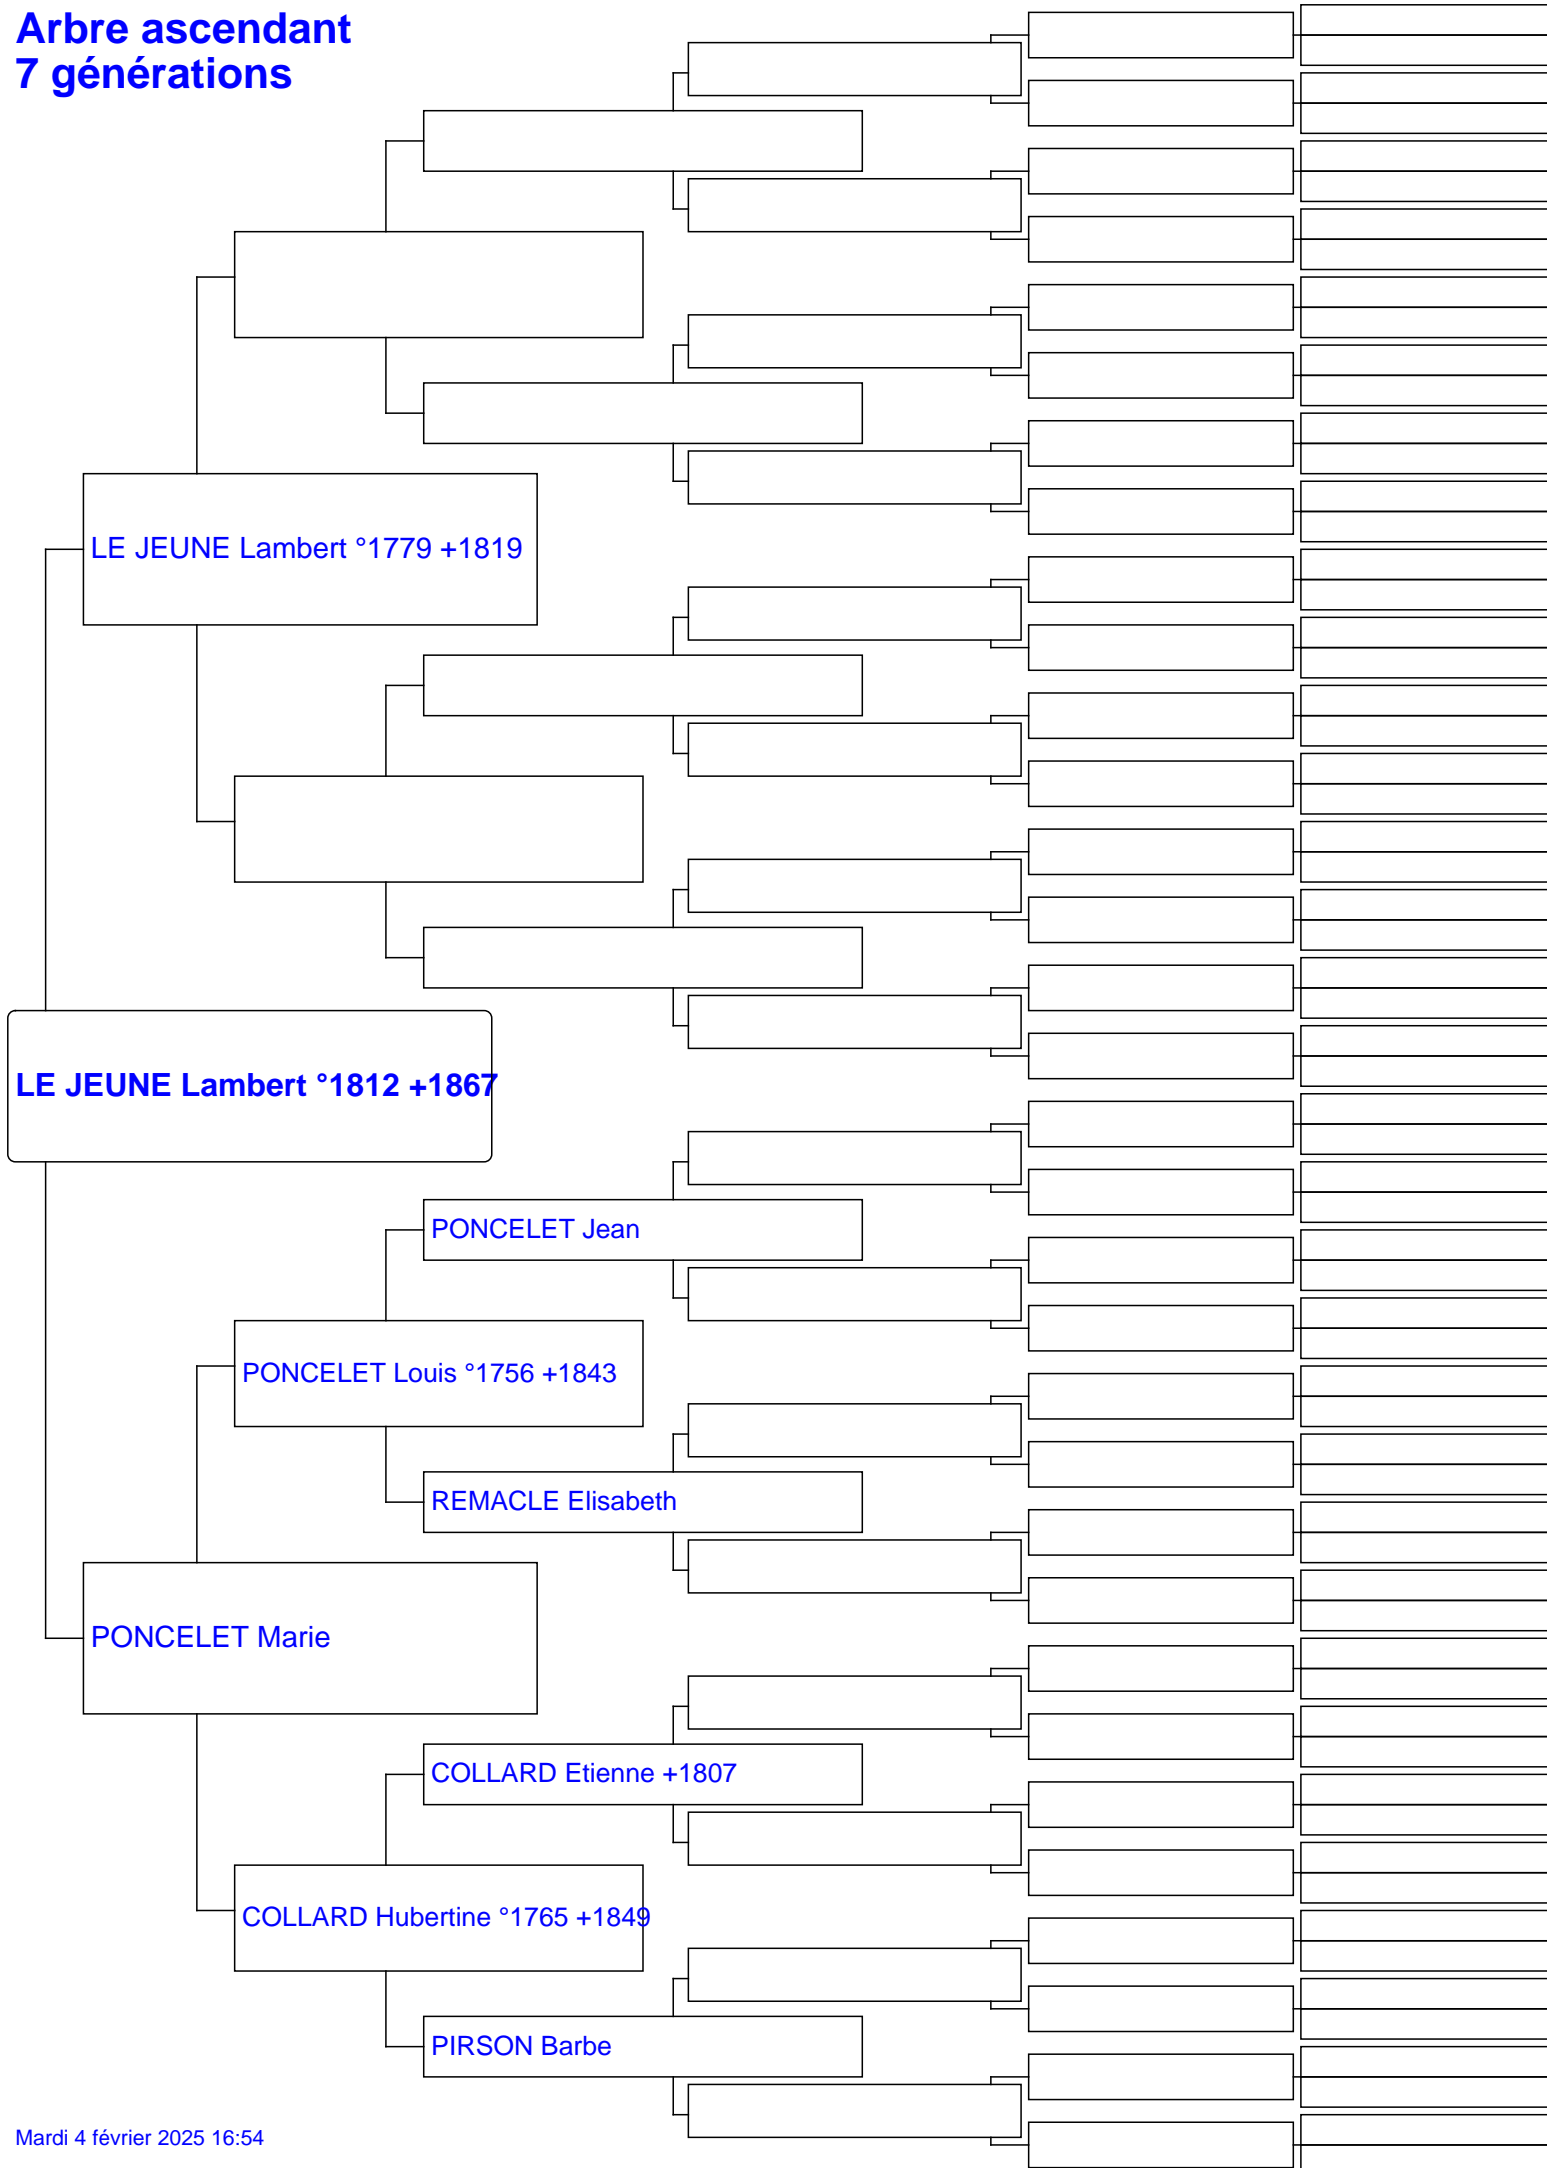 Arbre ascendant
7 générations
LE JEUNE Lambert °1779 +1819
LE JEUNE Lambert °1812 +1867
PONCELET Jean
PONCELET Louis °1756 +1843
REMACLE Elisabeth
PONCELET Marie
COLLARD Etienne +1807
COLLARD Hubertine °1765 +1849
PIRSON Barbe
Mardi 4 février 2025 16:54